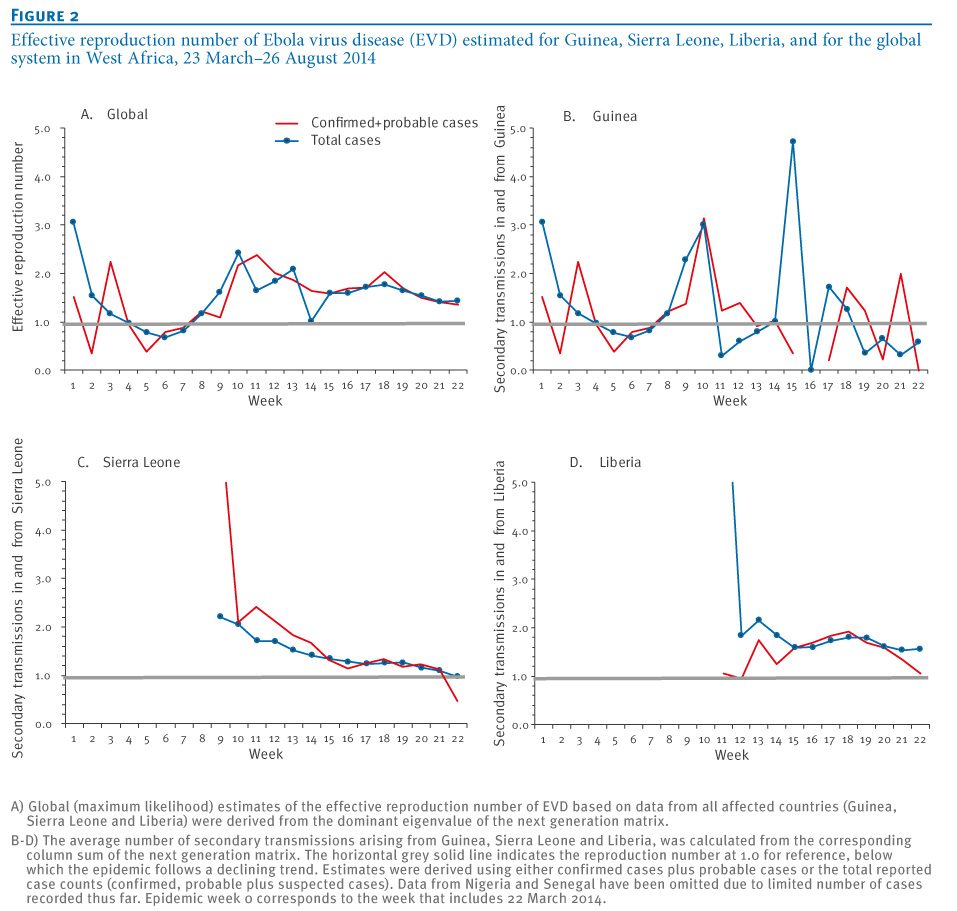 FIGURE 2
Effective reproduction number of Ebola virus disease (EVD) estimated for Guinea, Sierra Leone, Liberia, and for the global
system in West Africa, 23 March–26 August 2014
A. Global
Confirmed+probable cases
Total cases
Effective reproduction number
5.0
4.0
3.0
2.0
1.0
0.0
1 2 3 4 5 6 7 8 9 10 11 12 13 14 15 16 17 18 19 20 21 22
Week
B. Guinea
Secondary transmissions in and from Guinea
5.0
4.0
3.0
2.0
1.0
0.0
1 2 3 4 5 6 7 8 9 10 11 12 13 14 15 16 17 18 19 20 21 22
Week
C. Sierra Leone
Secondary transmissions in and from Sierra Leone
5.0
4.0
3.0
2.0
1.0
0.0
1 2 3 4 5 6 7 8 9 10 11 12 13 14 15 16 17 18 19 20 21 22
Week
D. Liberia
Secondary transmissions in and from Liberia
5.0
4.0
3.0
2.0
1.0
0.0
1 2 3 4 5 6 7 8 9 10 11 12 13 14 15 16 17 18 19 20 21 22
Week
A) Global (maximum likelihood) estimates of the effective reproduction number of EVD based on data from all affected countries (Guinea,
Sierra Leone and Liberia) were derived from the dominant eigenvalue of the next generation matrix.
B-D) The average number of secondary transmissions arising from Guinea, Sierra Leone and Liberia, was calculated from the corresponding
column sum of the next generation matrix. The horizontal grey solid line indicates the reproduction number at 1.0 for reference, below
which the epidemic follows a declining trend. Estimates were derived using either confirmed cases plus probable cases or the total reported
case counts (confirmed, probable plus suspected cases). Data from Nigeria and Senegal have been omitted due to limited number of cases
recorded thus far. Epidemic week 0 corresponds to the week that includes 22 March 2014.